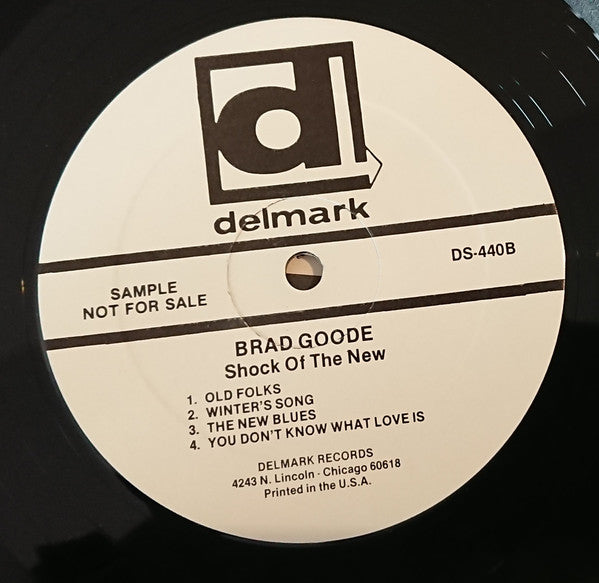 d
delmark
DS-440B
SAMPLE
NOT FOR SALE
BRAD GOODE
Shock Of The New
1. OLD FOLKS
2. WINTER'S SONG
3. THE NEW BLUES
4. YOU DON'T KNOW WHAT LOVE IS
DELMARK RECORDS
4243 N. Lincoln · Chicago 60618
Printed in the U.S.A.